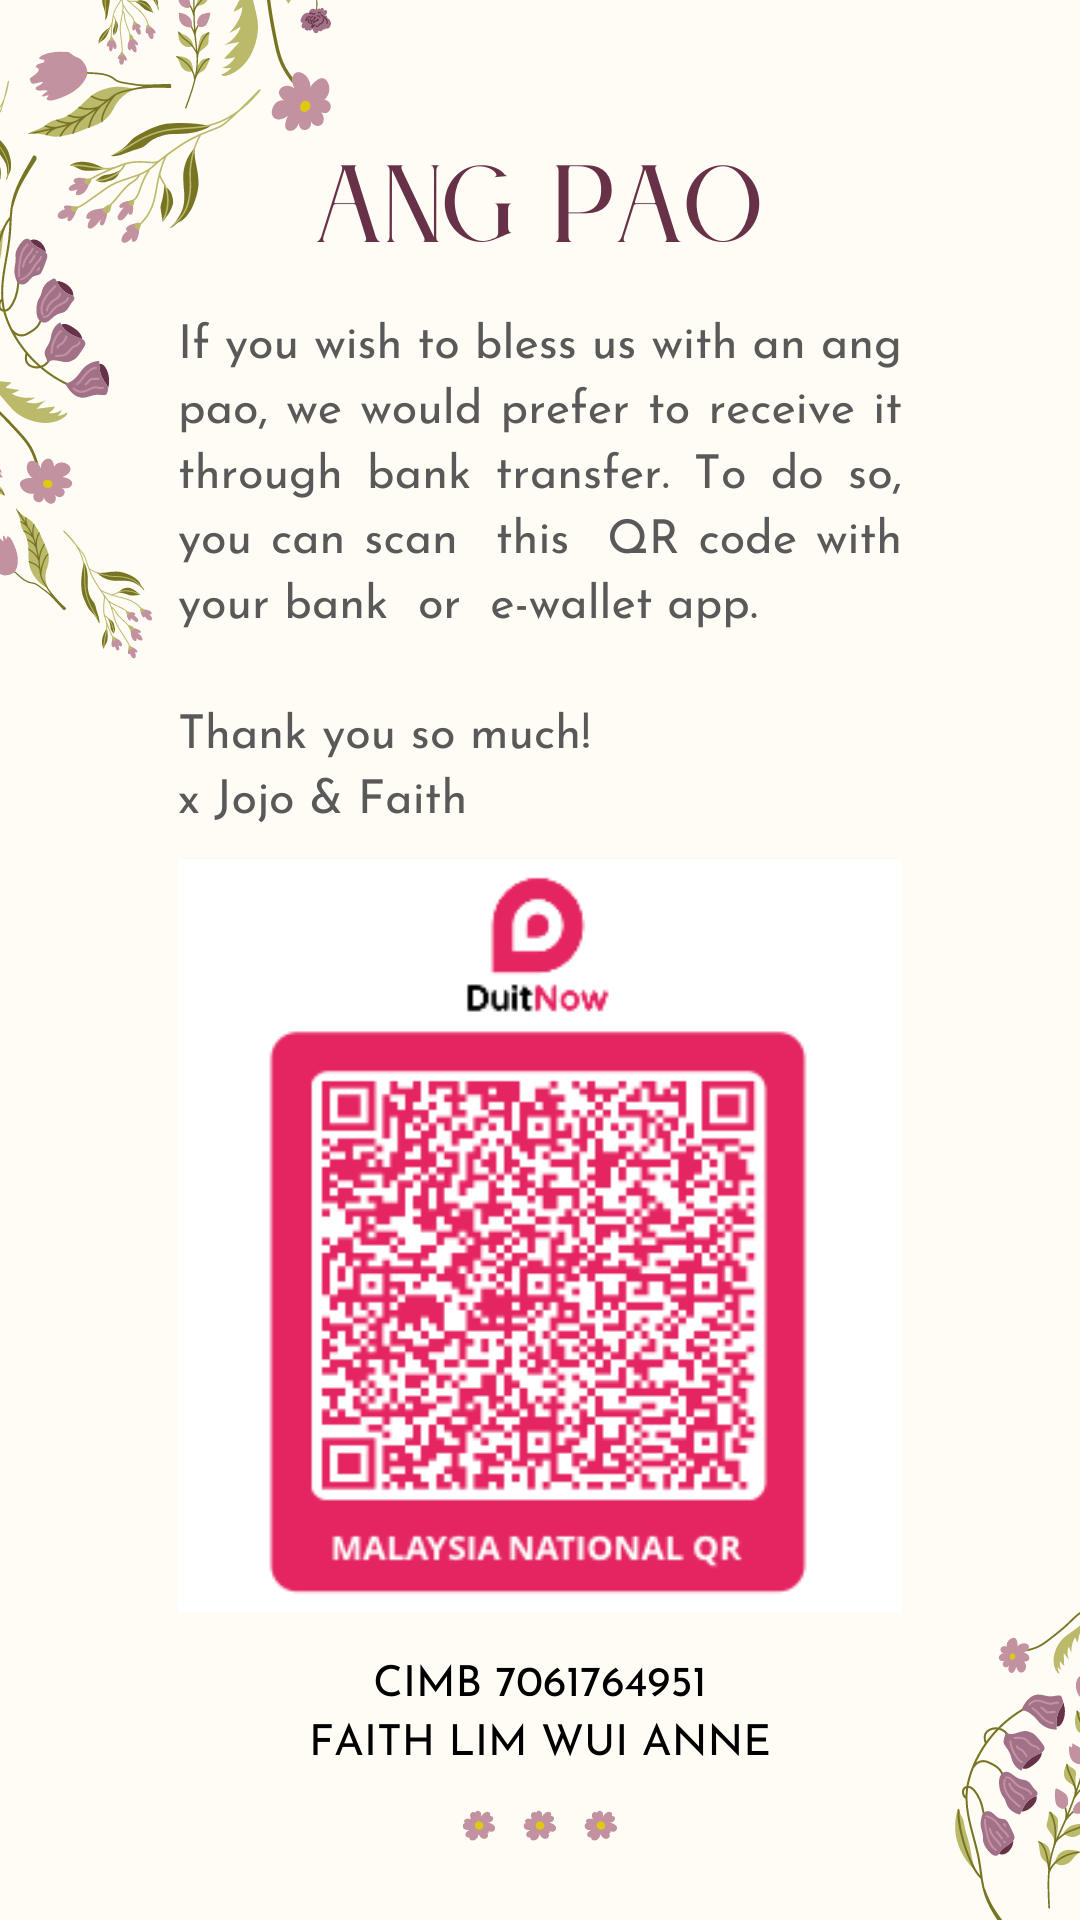 ANG PAO
If you wish to bless us with an ang
pao, we would prefer to receive it
through bank transfer. To do so,
you can scan this QR code with
your bank or e-wallet app.
Thank you so much!
x Jojo & Faith
DuitNow
MALAYSIA NATIONAL QR
CIMB 7061764951
FAITH LIM WUI ANNE